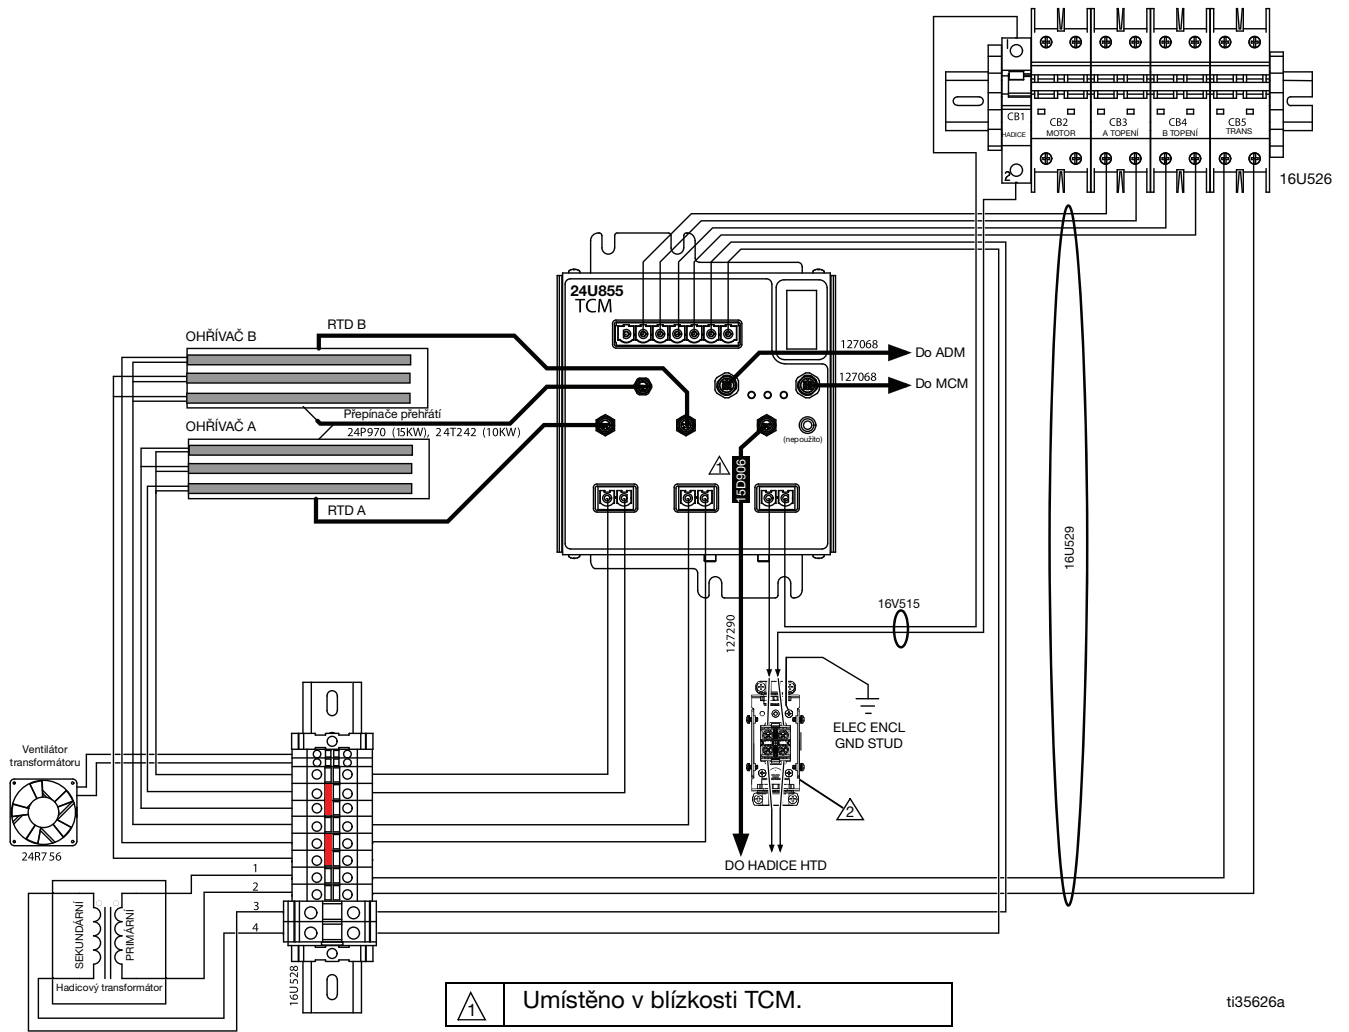 1
CB1
HADICE
2
CB2
MOTOR
CB3
A TOPENÍ
CB4
B TOPENÍ
CB5
TRANS
16U526
24U855
TCM
RTD B
OHŘÍVAČ B
127068
Do ADM
127068
Do MCM
Přepínače přehřátí
24P970 (15KW), 24T242 (10KW)
OHŘÍVAČ A
(nepoužito)
1
15D906
RTD A
16U529
16V515
127290
ELEC ENCL
GND STUD
2
DO HADICE HTD
Ventilátor
transformátoru
24R756
1
2
3
4
SEKUNDÁRNÍ
PRIMÁRNÍ
Hadicový transformátor
16U528
1
Umístěno v blízkosti TCM.
ti35626a